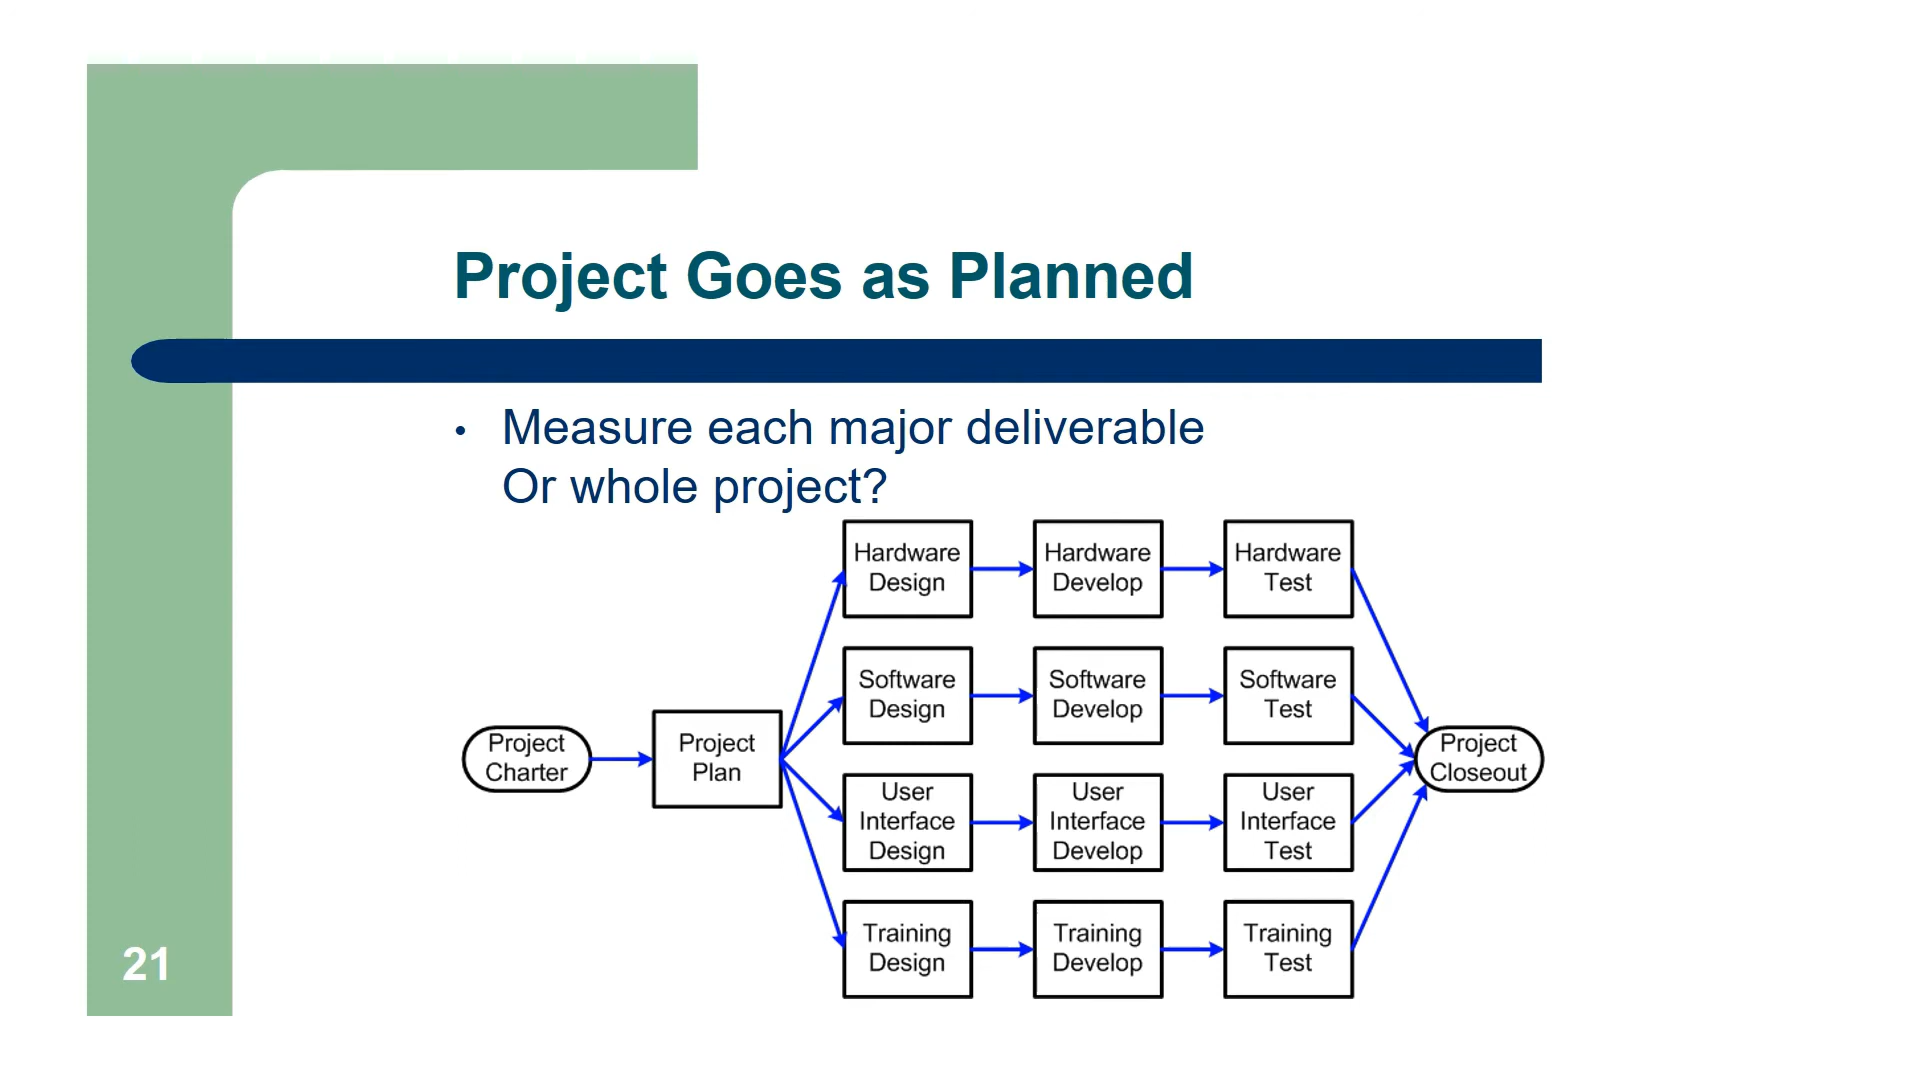 Project Goes as Planned
• Measure each major deliverable
Or whole project?
Project
Charter
Project
Plan
Hardware
Design
Hardware
Develop
Hardware
Test
Software
Design
Software
Develop
Software
Test
User
Interface
Design
User
Interface
Develop
User
Interface
Test
Training
Design
Training
Develop
Training
Test
Project
Closeout
21